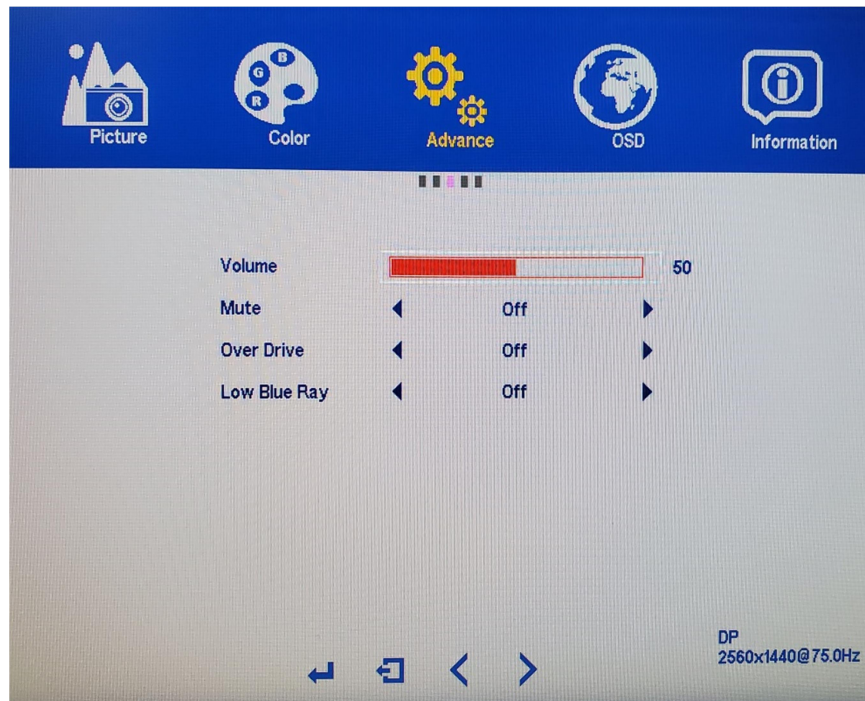 B
G
R
Picture
Color
Advance
OSD
Information
Volume 50
Mute Off
Over Drive Off
Low Blue Ray Off
DP
2560x1440@75.0Hz